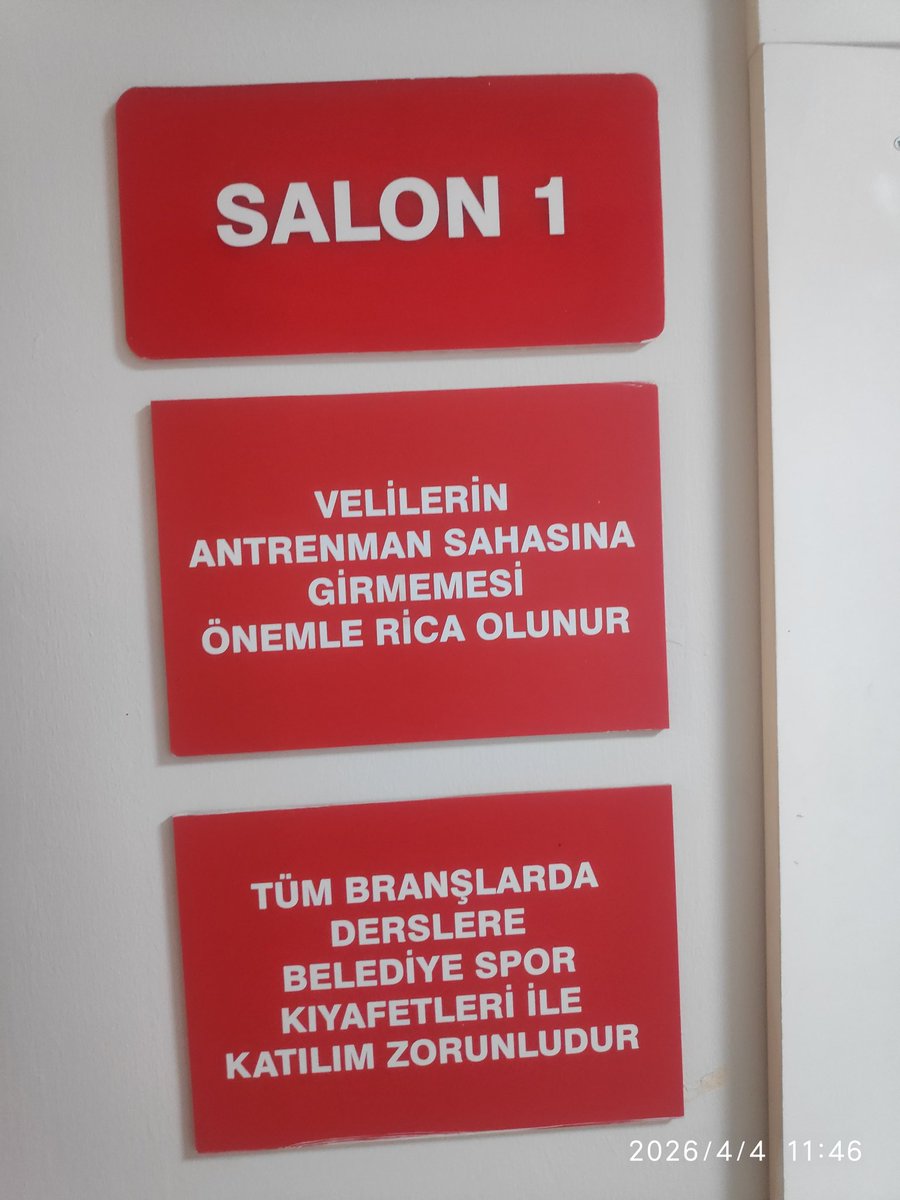 SALON 1
VELİLERİN
ANTRENMAN SAHASINA
GİRMEMESİ
ÖNEMLE RİCA OLUNUR
TÜM BRANŞLARDA
DERSLERE
BELEDİYE SPOR
KIYAFETLERİ İLE
KATILIM ZORUNLUDUR
2026/4/4 11:46